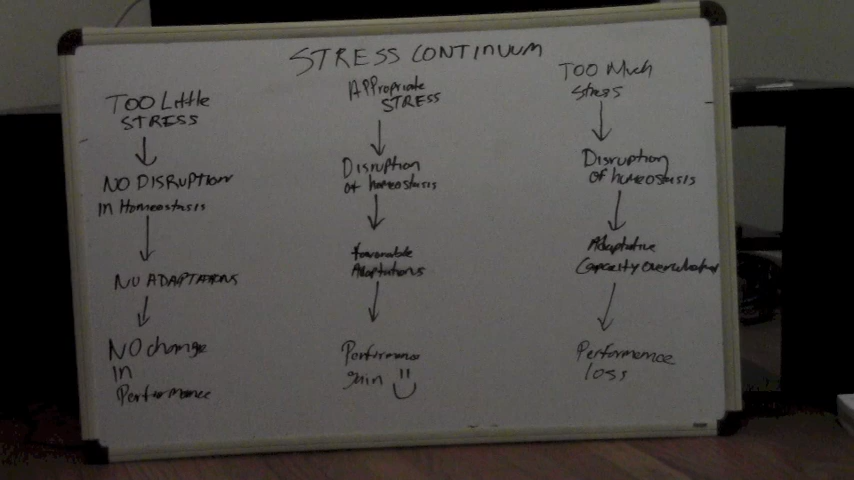 STRESS CONTINUUM
TOO Little
STRESS
NO DISRUPTION
in Homeostasis
NO ADAPTATIONS
NO change
in
Performance
Appropriate
STRESS
Disruption
of homeostasis
favorable
Adaptations
Performance
gain
TOO Much
stress
Disruption
of homeostasis
Adaptative
Capacity overwhelmed
Performance
loss